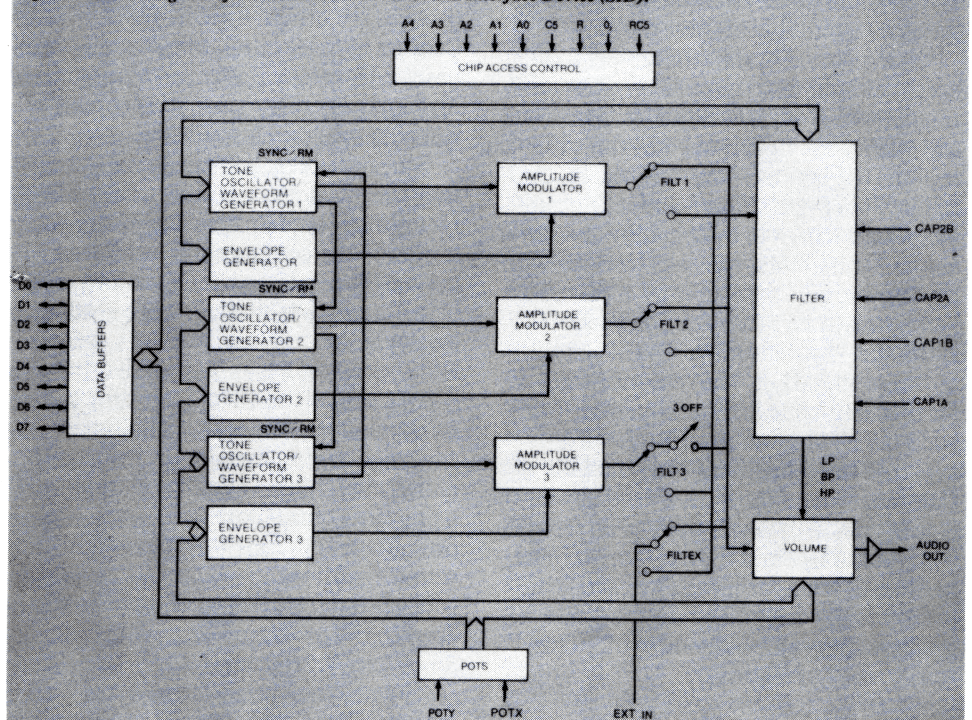 A4 A3 A2 A1 A0 C5 R 0₂ RC5
CHIP ACCESS CONTROL
SYNC/RM
TONE
OSCILLATOR/
WAVEFORM
GENERATOR 1
AMPLITUDE
MODULATOR
1
FILT 1
ENVELOPE
GENERATOR
CAP2B
SYNC/RM
TONE
OSCILLATOR/
WAVEFORM
GENERATOR 2
AMPLITUDE
MODULATOR
2
FILT 2
FILTER
CAP2A
CAP1B
CAP1A
D0
D1
D2
D3
D4
D5
D6
D7
DATA BUFFERS
ENVELOPE
GENERATOR 2
3 OFF
SYNC/RM
TONE
OSCILLATOR/
WAVEFORM
GENERATOR 3
AMPLITUDE
MODULATOR
3
FILT 3
LP
BP
HP
ENVELOPE
GENERATOR 3
FILTEX
VOLUME
AUDIO
OUT
POTS
POTY POTX EXT IN